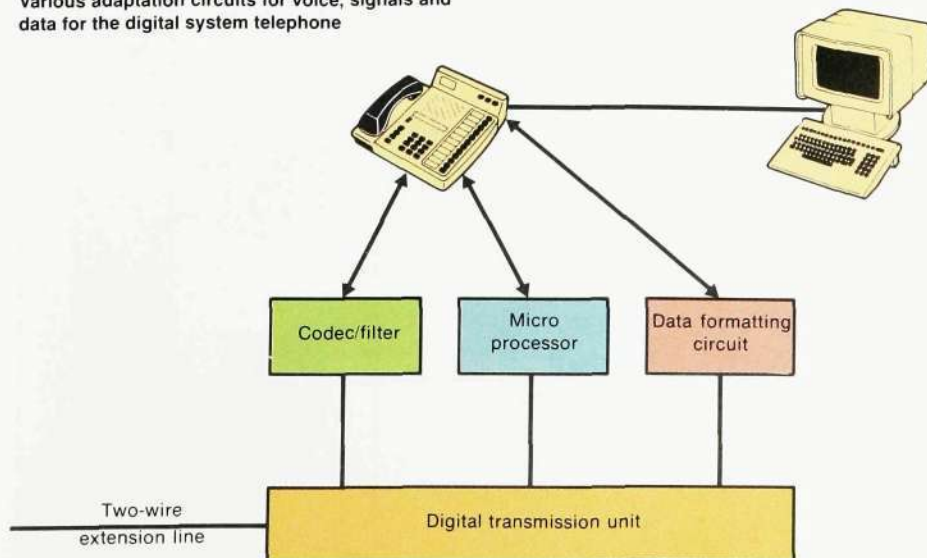 Various adaptation circuits for voice, signals and
data for the digital system telephone
Codec/filter
Micro
processor
Data formatting
circuit
Two-wire
extension line
Digital transmission unit